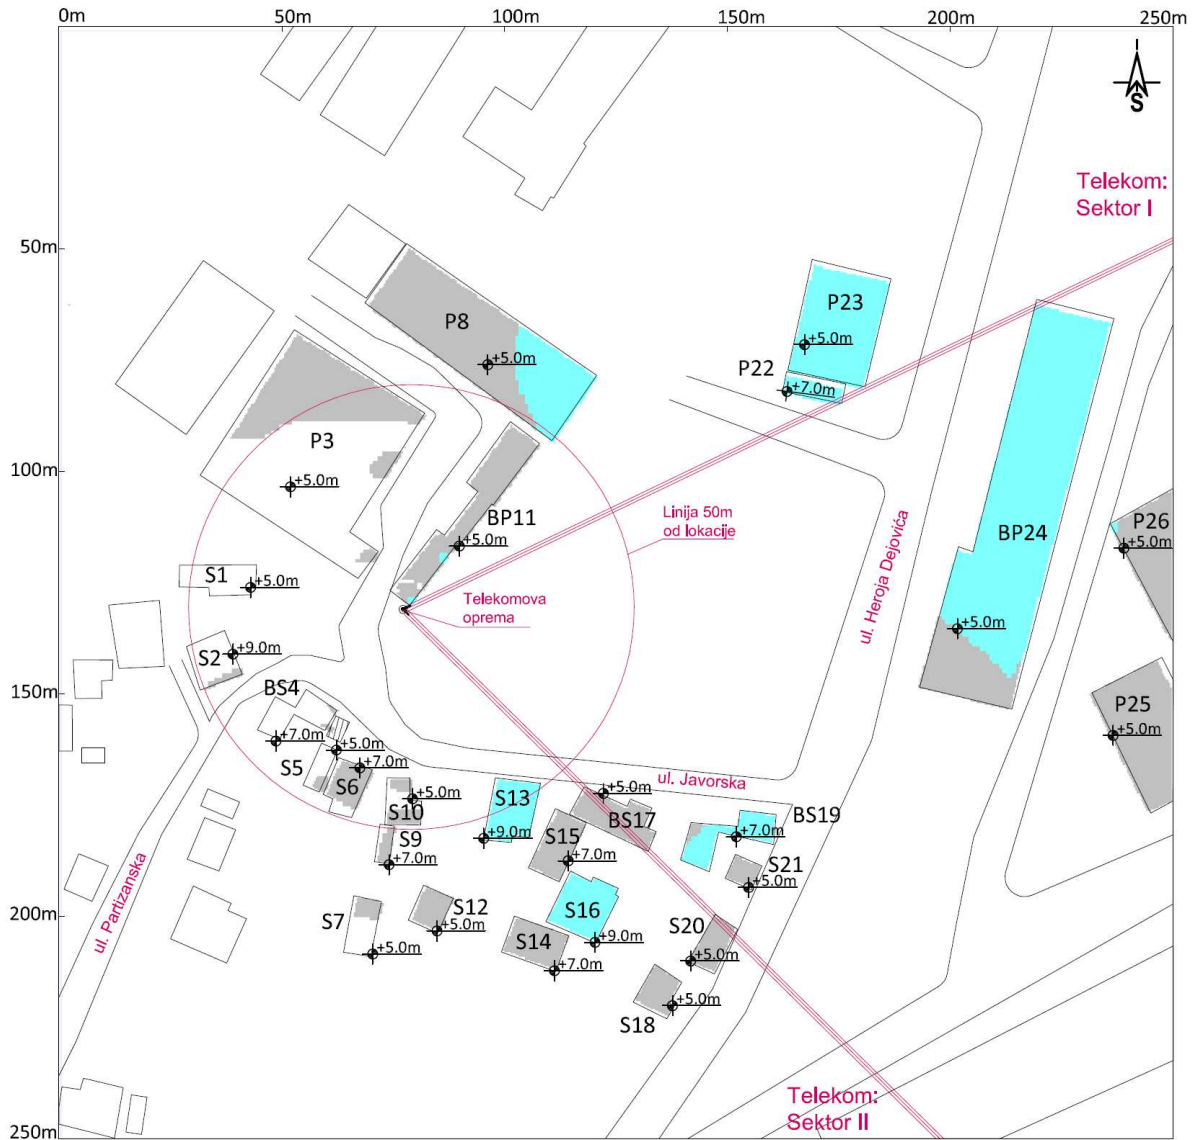 0m
50m
100m
150m
200m
250m
S
Telekom:
Sektor I
50m
P23
P8
+5.0m
+5.0m
P22
+7.0m
P3
100m
+5.0m
Linija 50m
od lokacije
BP11
+5.0m
ul. Heroja Dejovića
BP24
P26
+5.0m
S1
+5.0m
Telekomova
oprema
+5.0m
S2
+9.0m
150m
BS4
P25
+7.0m
+5.0m
+5.0m
S5
+7.0m
S6
ul. Javorska
+5.0m
+5.0m
S10
S13
BS17
BS19
S9
+9.0m
S15
+7.0m
+7.0m
+7.0m
S21
+5.0m
ul. Partizanska
200m
S7
S12
+5.0m
S16
+9.0m
S20
+5.0m
S14
+5.0m
+7.0m
+5.0m
S18
Telekom:
Sektor II
250m